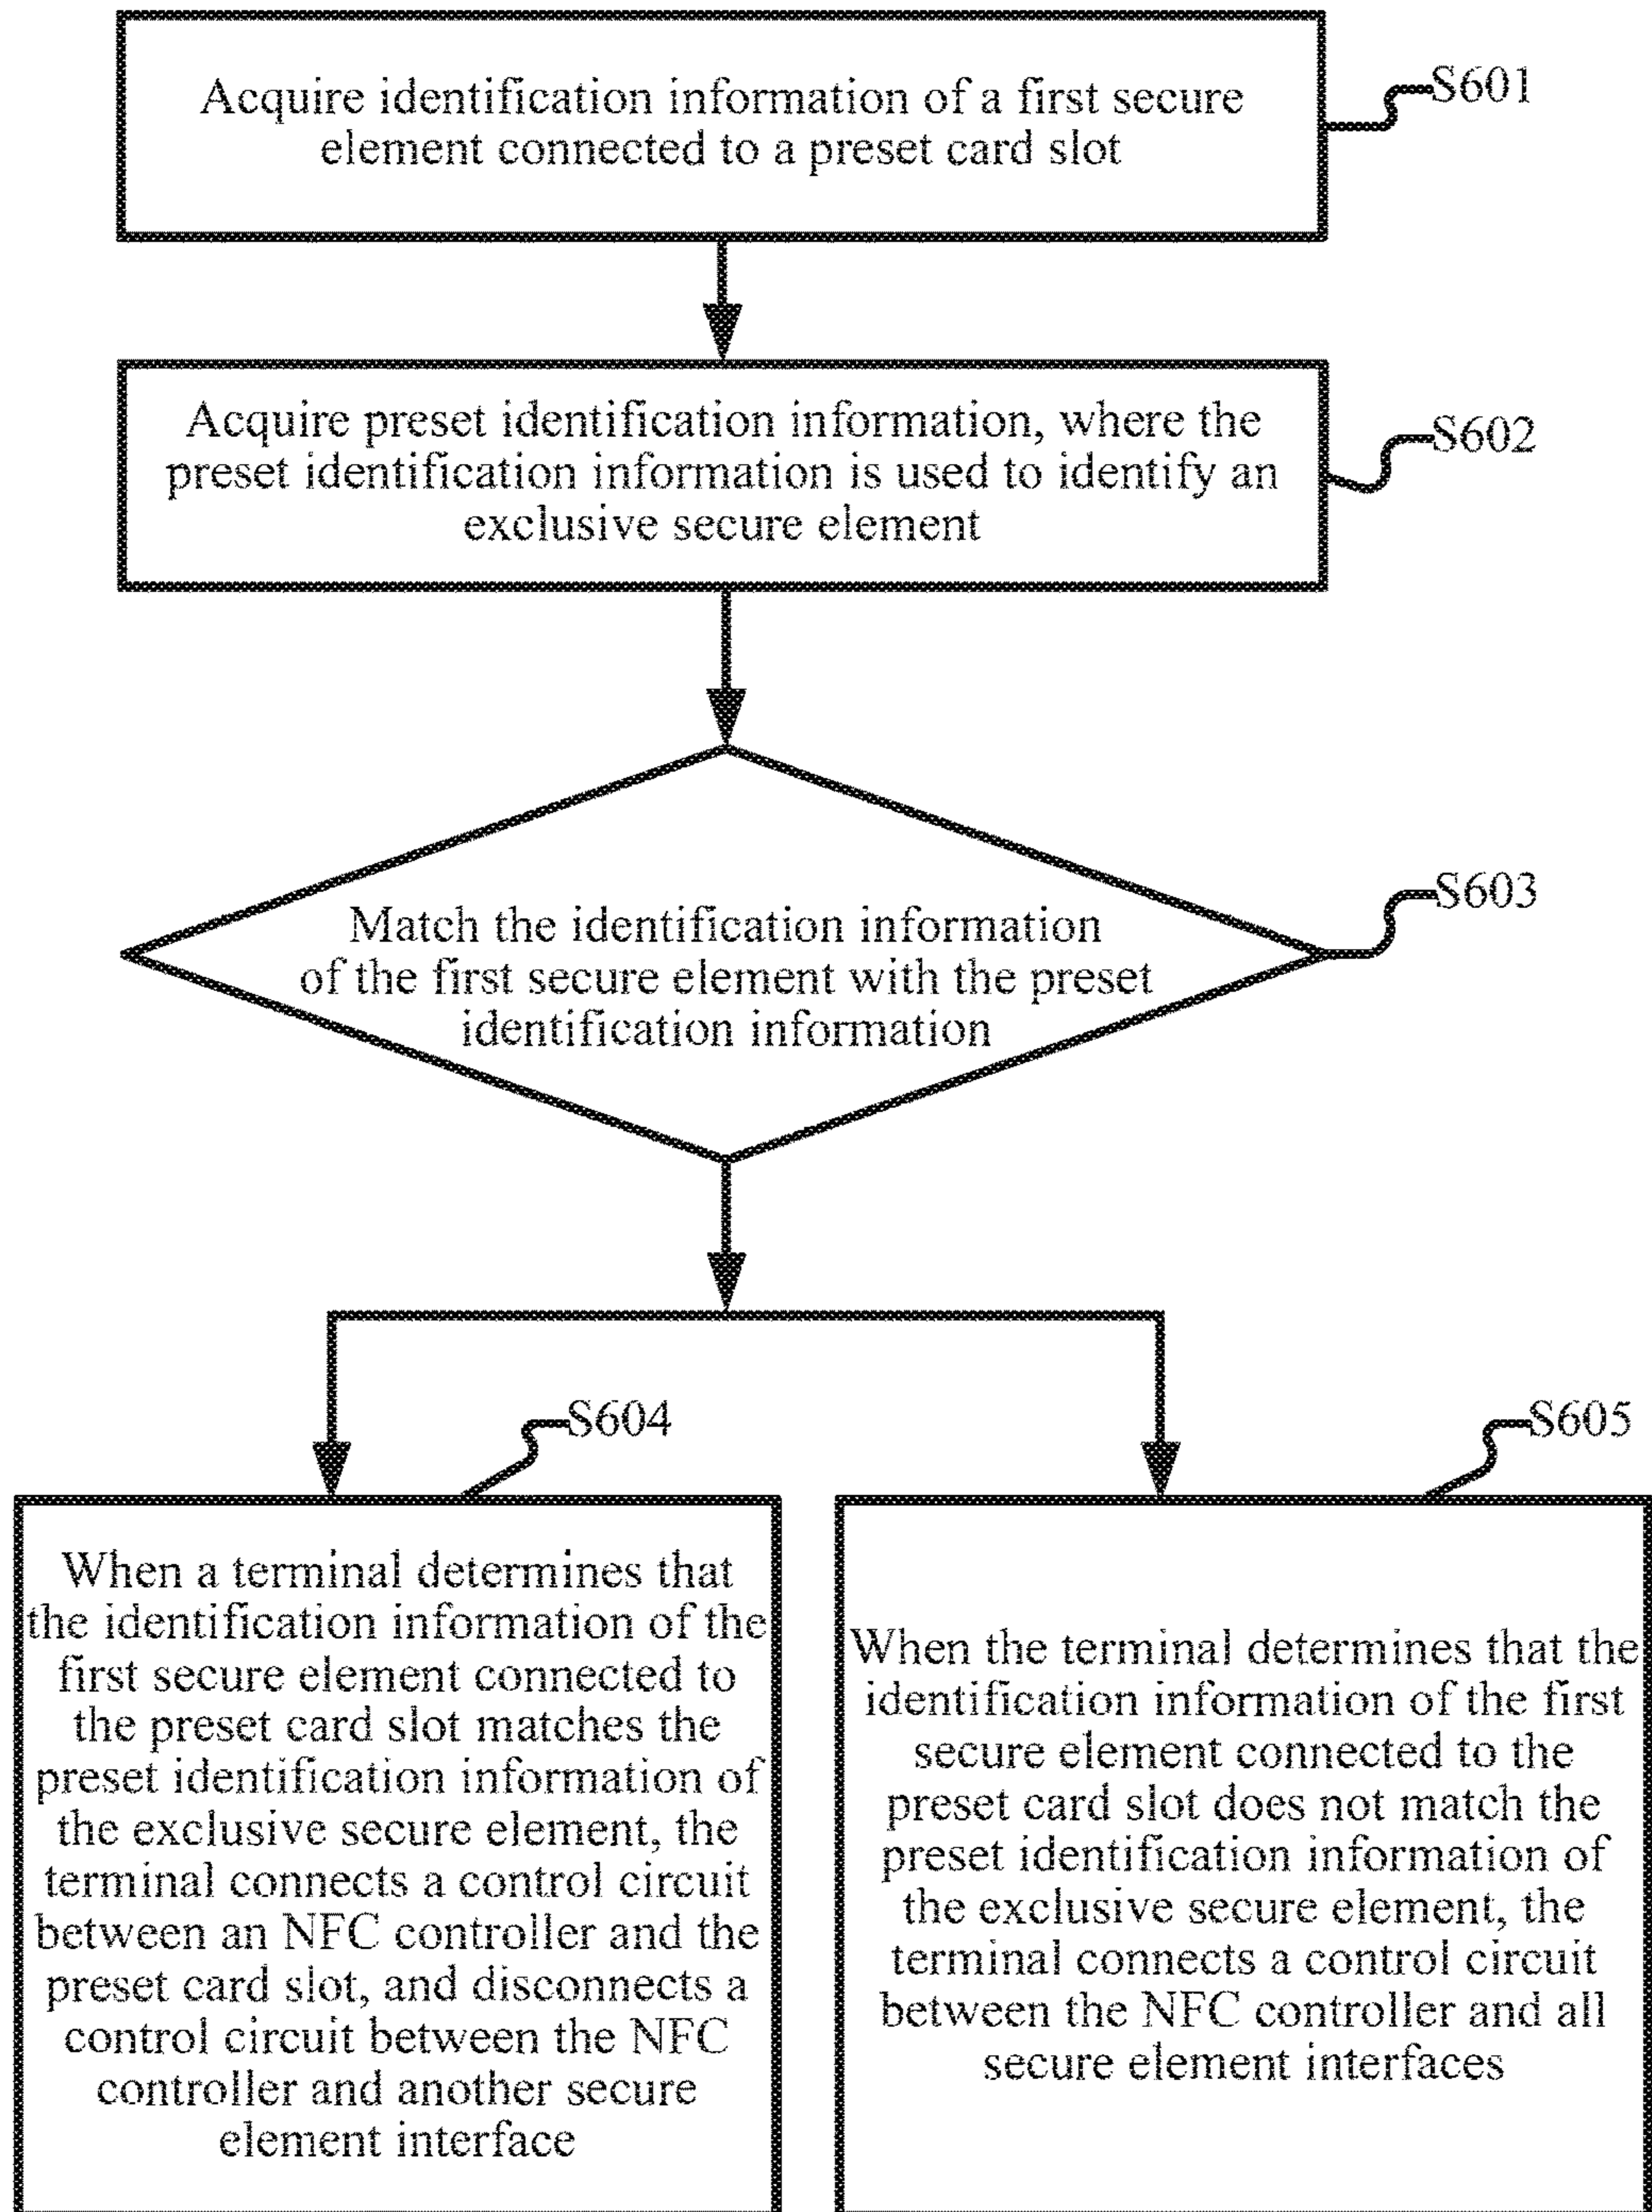 Acquire identification information of a first secure
element connected to a preset card slot
S601
Acquire preset identification information, where the
preset identification information is used to identify an
exclusive secure element
S602
Match the identification information
of the first secure element with the preset
identification information
S603
S604
When a terminal determines that
the identification information of the
first secure element connected to
the preset card slot matches the
preset identification information of
the exclusive secure element, the
terminal connects a control circuit
between an NFC controller and the
preset card slot, and disconnects a
control circuit between the NFC
controller and another secure
element interface
S605
When the terminal determines that the
identification information of the first
secure element connected to the
preset card slot does not match the
preset identification information of
the exclusive secure element, the
terminal connects a control circuit
between the NFC controller and all
secure element interfaces